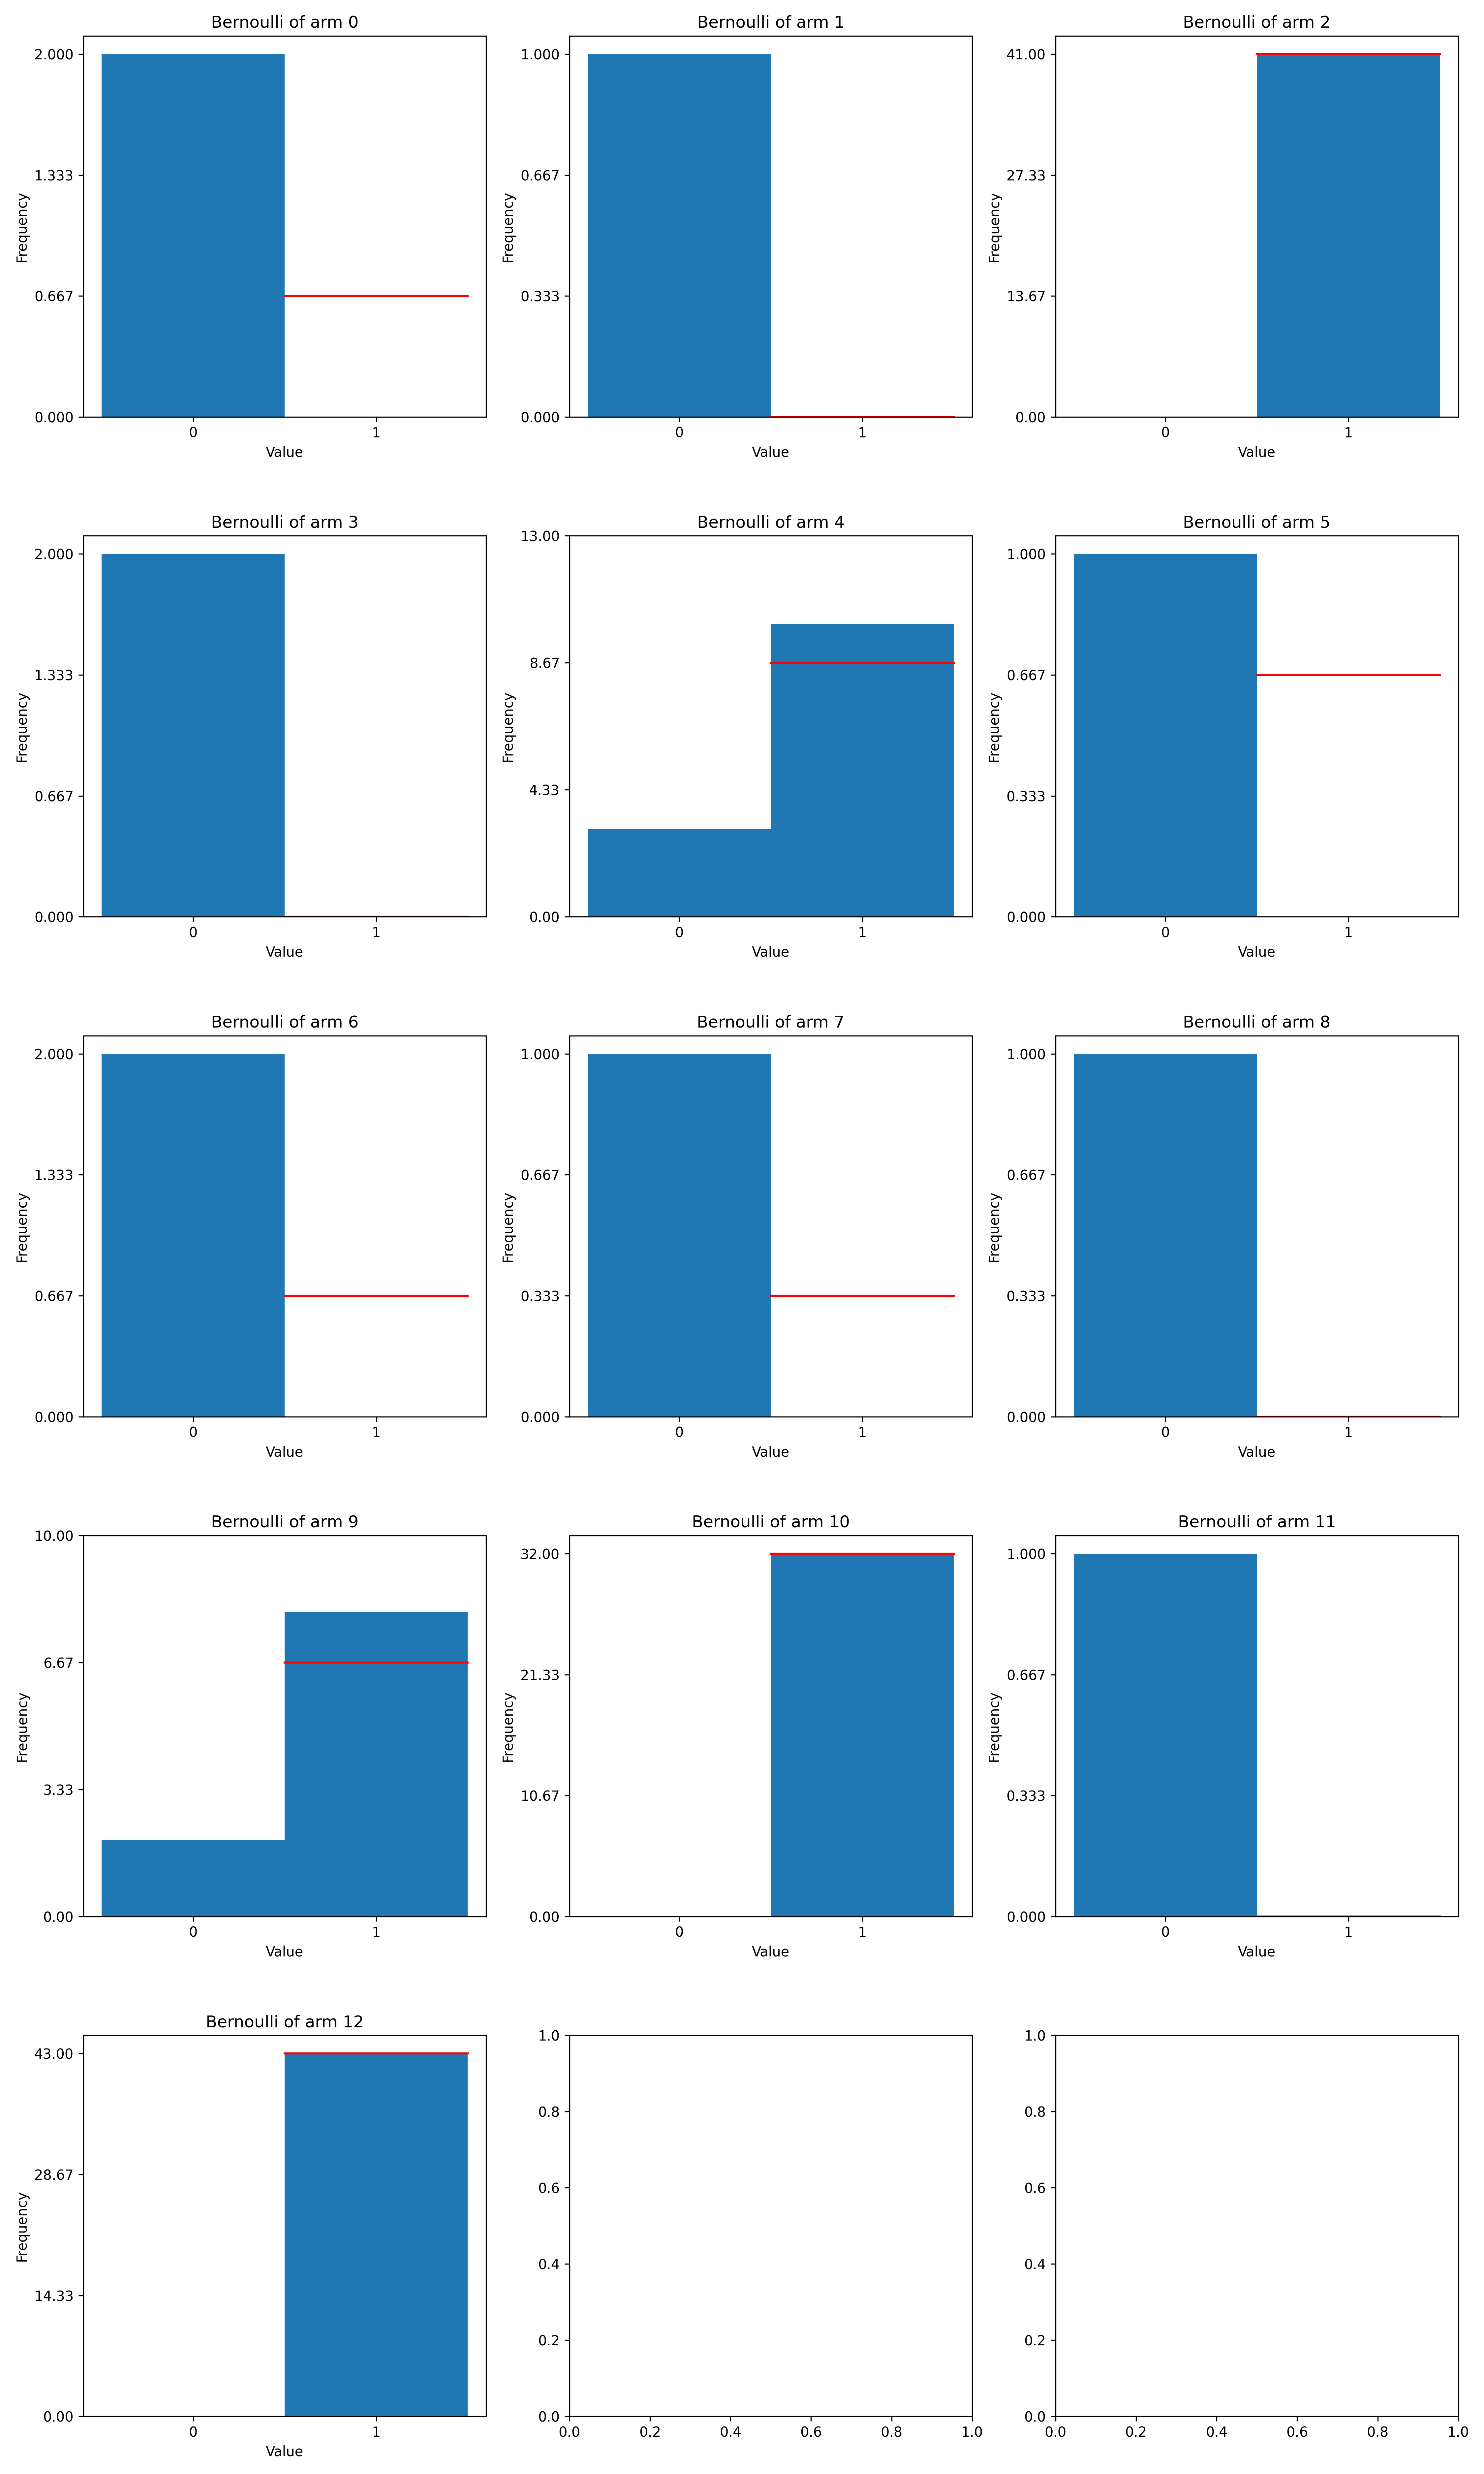 Bernoulli of arm 0
2.000
1.333
0.667
0.000
Frequency
0
1
Value
Bernoulli of arm 1
1.000
0.667
0.333
0.000
Frequency
0
1
Value
Bernoulli of arm 2
41.00
27.33
13.67
0.00
Frequency
0
1
Value
Bernoulli of arm 3
2.000
1.333
0.667
0.000
Frequency
0
1
Value
Bernoulli of arm 4
13.00
8.67
4.33
0.00
Frequency
0
1
Value
Bernoulli of arm 5
1.000
0.667
0.333
0.000
Frequency
0
1
Value
Bernoulli of arm 6
2.000
1.333
0.667
0.000
Frequency
0
1
Value
Bernoulli of arm 7
1.000
0.667
0.333
0.000
Frequency
0
1
Value
Bernoulli of arm 8
1.000
0.667
0.333
0.000
Frequency
0
1
Value
Bernoulli of arm 9
10.00
6.67
3.33
0.00
Frequency
0
1
Value
Bernoulli of arm 10
32.00
21.33
10.67
0.00
Frequency
0
1
Value
Bernoulli of arm 11
1.000
0.667
0.333
0.000
Frequency
0
1
Value
Bernoulli of arm 12
43.00
28.67
14.33
0.00
Frequency
0
1
Value
1.0
0.8
0.6
0.4
0.2
0.0
0.0 0.2 0.4 0.6 0.8 1.0
1.0
0.8
0.6
0.4
0.2
0.0
0.0 0.2 0.4 0.6 0.8 1.0